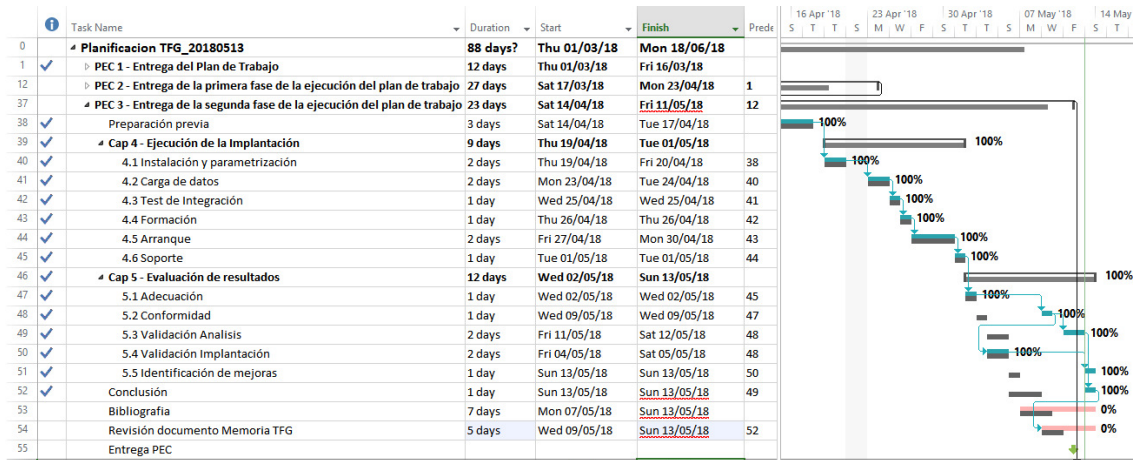 16 Apr '18 23 Apr '18 30 Apr '18 07 May '18 14 May
Task Name Duration Start Finish Prede S T T S M W F S T T S M W F S T
0 Planificacion TFG_20180513 88 days? Thu 01/03/18 Mon 18/06/18
1 PEC 1 - Entrega del Plan de Trabajo 12 days Thu 01/03/18 Fri 16/03/18
12 PEC 2 - Entrega de la primera fase de la ejecución del plan de trabajo 27 days Sat 17/03/18 Mon 23/04/18 1
37 PEC 3 - Entrega de la segunda fase de la ejecución del plan de trabajo 23 days Sat 14/04/18 Fri 11/05/18 12
38 Preparación previa 3 days Sat 14/04/18 Tue 17/04/18 100%
39 Cap 4 - Ejecución de la Implantación 9 days Thu 19/04/18 Tue 01/05/18 100%
40 4.1 Instalación y parametrización 2 days Thu 19/04/18 Fri 20/04/18 38 100%
41 4.2 Carga de datos 2 days Mon 23/04/18 Tue 24/04/18 40 100%
42 4.3 Test de Integración 1 day Wed 25/04/18 Wed 25/04/18 41 100%
43 4.4 Formación 1 day Thu 26/04/18 Thu 26/04/18 42 100%
44 4.5 Arranque 2 days Fri 27/04/18 Mon 30/04/18 43 100%
45 4.6 Soporte 1 day Tue 01/05/18 Tue 01/05/18 44 100%
46 Cap 5 - Evaluación de resultados 12 days Wed 02/05/18 Sun 13/05/18 100%
47 5.1 Adecuación 1 day Wed 02/05/18 Wed 02/05/18 45 100%
48 5.2 Conformidad 1 day Wed 09/05/18 Wed 09/05/18 47 100%
49 5.3 Validación Analisis 2 days Fri 11/05/18 Sat 12/05/18 48 100%
50 5.4 Validación Implantación 2 days Fri 04/05/18 Sat 05/05/18 48 100%
51 5.5 Identificación de mejoras 1 day Sun 13/05/18 Sun 13/05/18 50 100%
52 Conclusión 1 day Sun 13/05/18 Sun 13/05/18 49 100%
53 Bibliografia 7 days Mon 07/05/18 Sun 13/05/18 0%
54 Revisión documento Memoria TFG 5 days Wed 09/05/18 Sun 13/05/18 52 0%
55 Entrega PEC